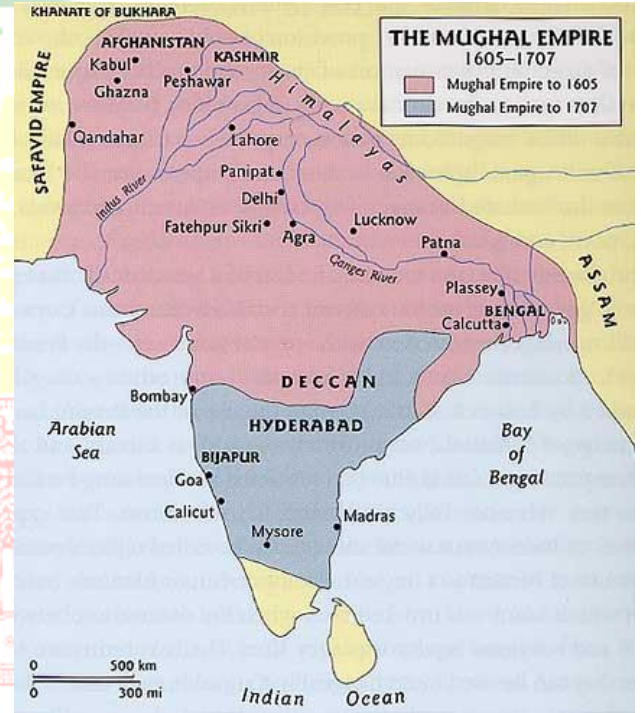 KHANATE OF BUKHARA
THE MUGHAL EMPIRE
1605–1707
Mughal Empire to 1605
Mughal Empire to 1707
AFGHANISTAN
KASHMIR
Kabul
Peshawar
Ghazna
Himalayas
SAFAVID EMPIRE
Qandahar
Lahore
Indus River
Panipat
Delhi
Fatehpur Sikri
Agra
Lucknow
Ganges River
Patna
ASSAM
Plassey
BENGAL
Calcutta
DECCAN
Bombay
HYDERABAD
Arabian
Sea
Bay
of
Bengal
BIJAPUR
Goa
Calicut
Madras
Mysore
0 500 km
0 300 mi
Indian Ocean